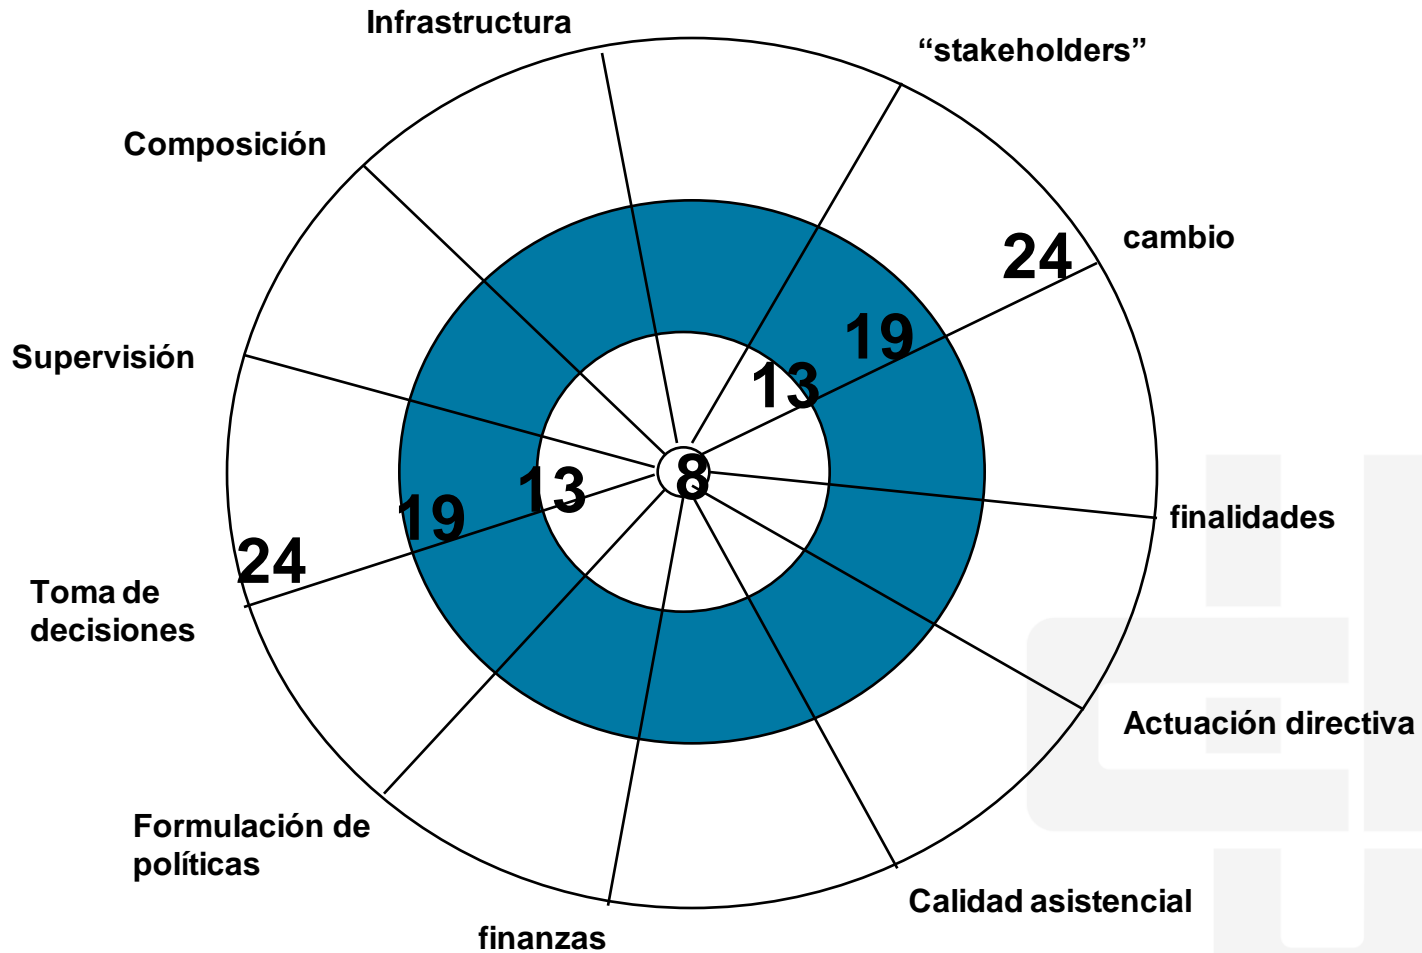 Infrastructura
“stakeholders”
Composición
cambio
24
19
Supervisión
13
8
13
19
24
finalidades
Toma de
decisiones
Actuación directiva
Formulación de
políticas
Calidad asistencial
finanzas